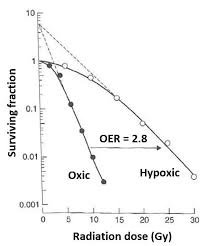 Surviving fraction
10
1
0.1
0.01
0.001
OER = 2.8
Oxic
Hypoxic
0
5
10
15
20
25
30
Radiation dose (Gy)